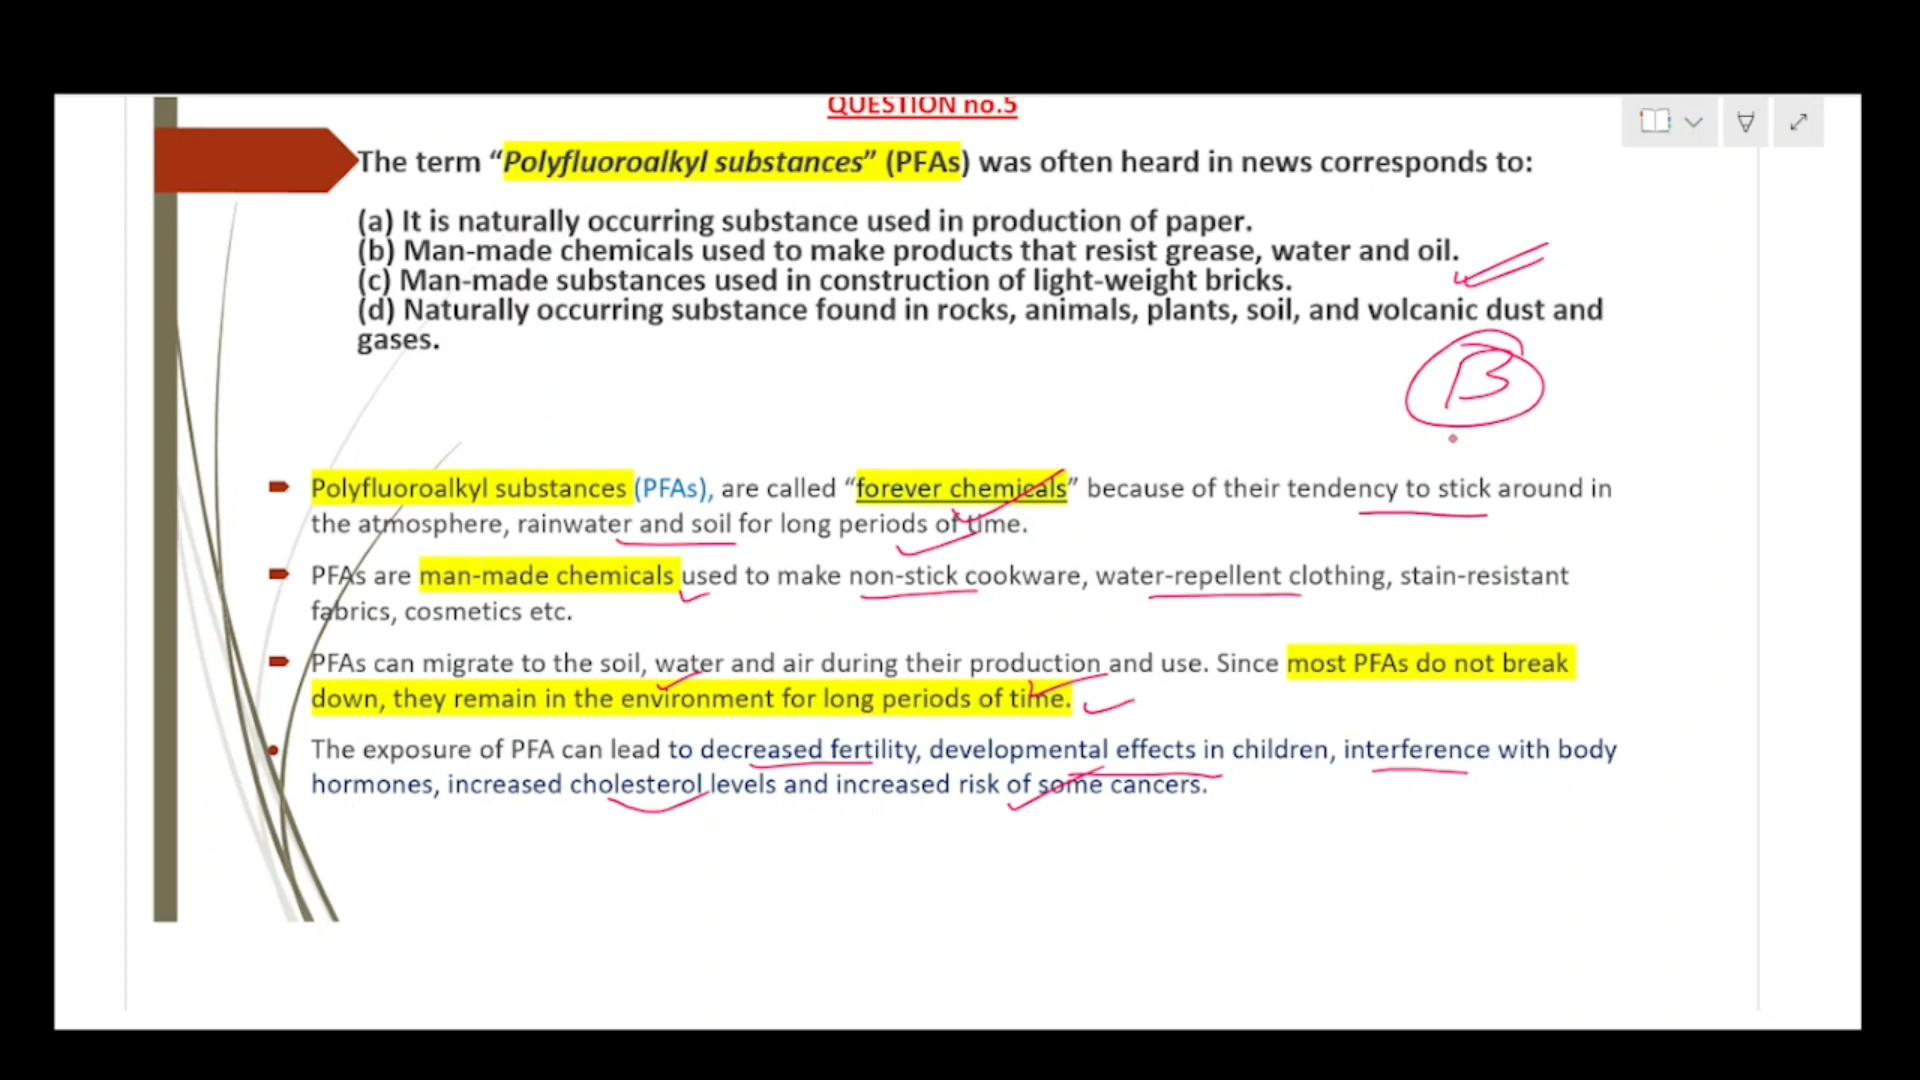 QUESTION no.5
The term “Polyfluoroalkyl substances” (PFAs) was often heard in news corresponds to:
(a) It is naturally occurring substance used in production of paper.
(b) Man-made chemicals used to make products that resist grease, water and oil.
(c) Man-made substances used in construction of light-weight bricks.
(d) Naturally occurring substance found in rocks, animals, plants, soil, and volcanic dust and
gases.
B
Polyfluoroalkyl substances (PFAs), are called “forever chemicals” because of their tendency to stick around in
the atmosphere, rainwater and soil for long periods of time.
PFAs are man-made chemicals used to make non-stick cookware, water-repellent clothing, stain-resistant
fabrics, cosmetics etc.
PFAs can migrate to the soil, water and air during their production and use. Since most PFAs do not break
down, they remain in the environment for long periods of time.
The exposure of PFA can lead to decreased fertility, developmental effects in children, interference with body
hormones, increased cholesterol levels and increased risk of some cancers.